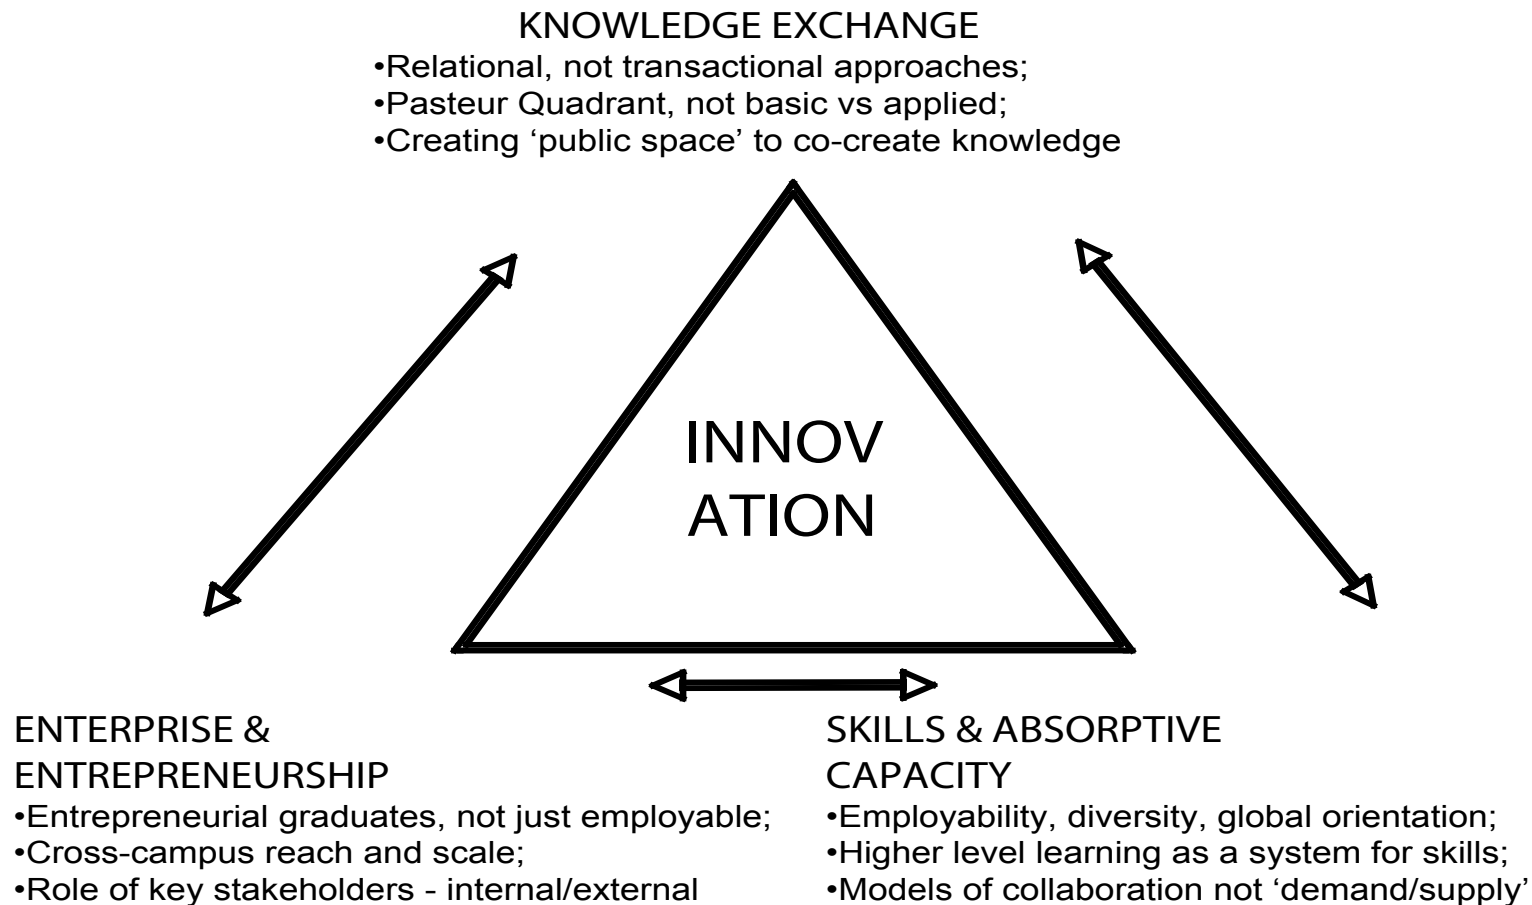 KNOWLEDGE EXCHANGE
•Relational, not transactional approaches;
•Pasteur Quadrant, not basic vs applied;
•Creating ‘public space’ to co-create knowledge
INNOV
ATION
ENTERPRISE &
ENTREPRENEURSHIP
•Entrepreneurial graduates, not just employable;
•Cross-campus reach and scale;
•Role of key stakeholders - internal/external
SKILLS & ABSORPTIVE
CAPACITY
•Employability, diversity, global orientation;
•Higher level learning as a system for skills;
•Models of collaboration not ‘demand/supply’